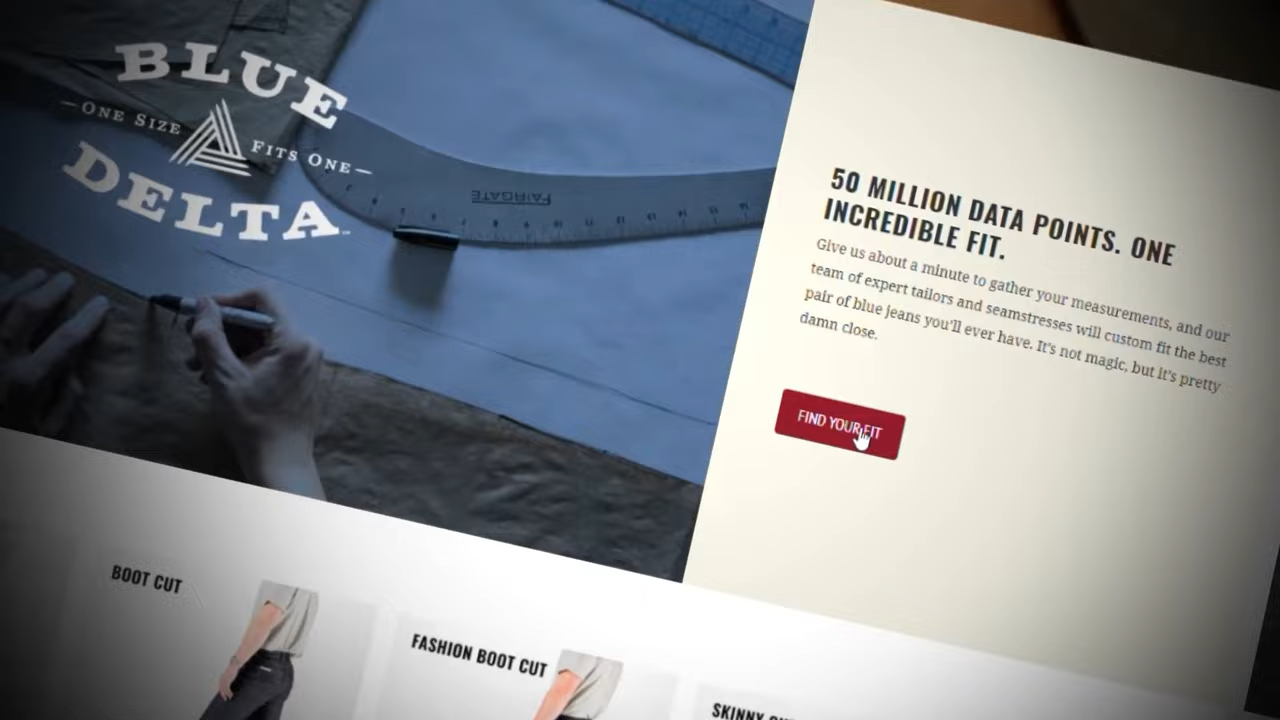 BLUE
ONE SIZE FITS ONE
DELTA
FAIRGATE
50 MILLION DATA POINTS. ONE
INCREDIBLE FIT.
Give us about a minute to gather your measurements, and our
team of expert tailors and seamstresses will custom fit the best
pair of blue jeans you'll ever have. It's not magic, but it's pretty
damn close.
FIND YOUR FIT
BOOT CUT
FASHION BOOT CUT
SKINNY